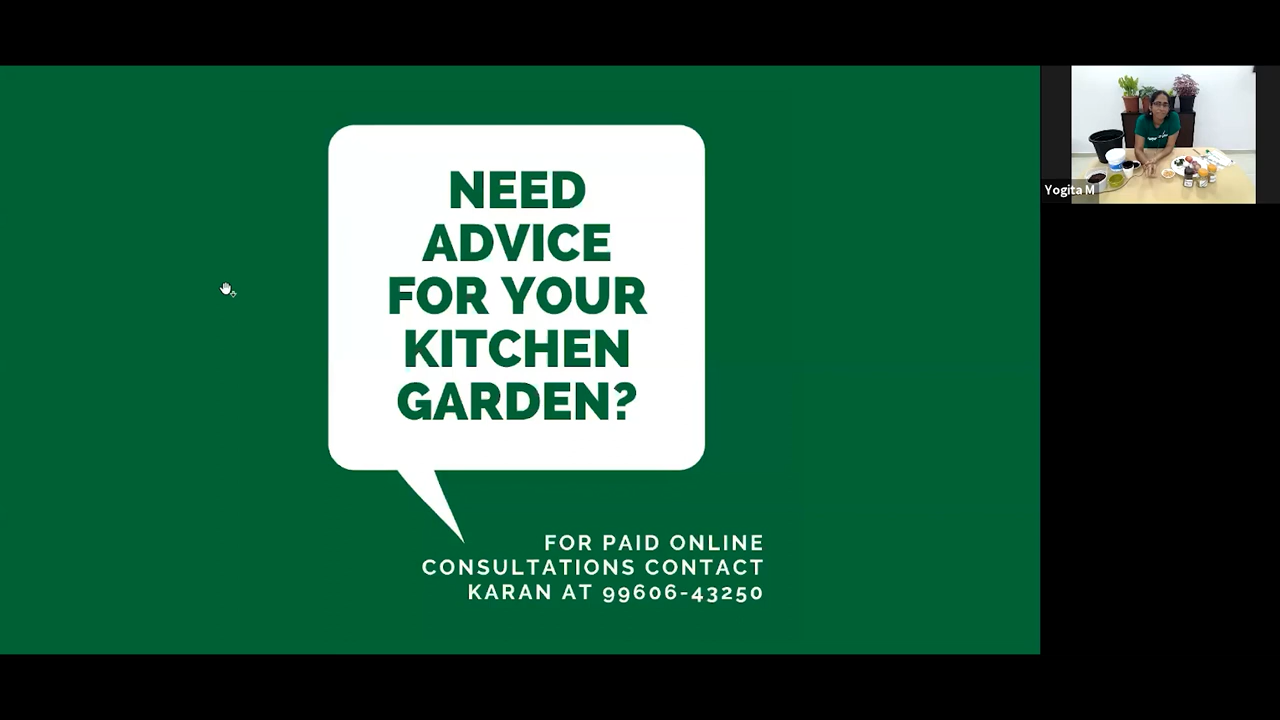 NEED
ADVICE
FOR YOUR
KITCHEN
GARDEN?
FOR PAID ONLINE
CONSULTATIONS CONTACT
KARAN AT 99606-43250
Yogita M